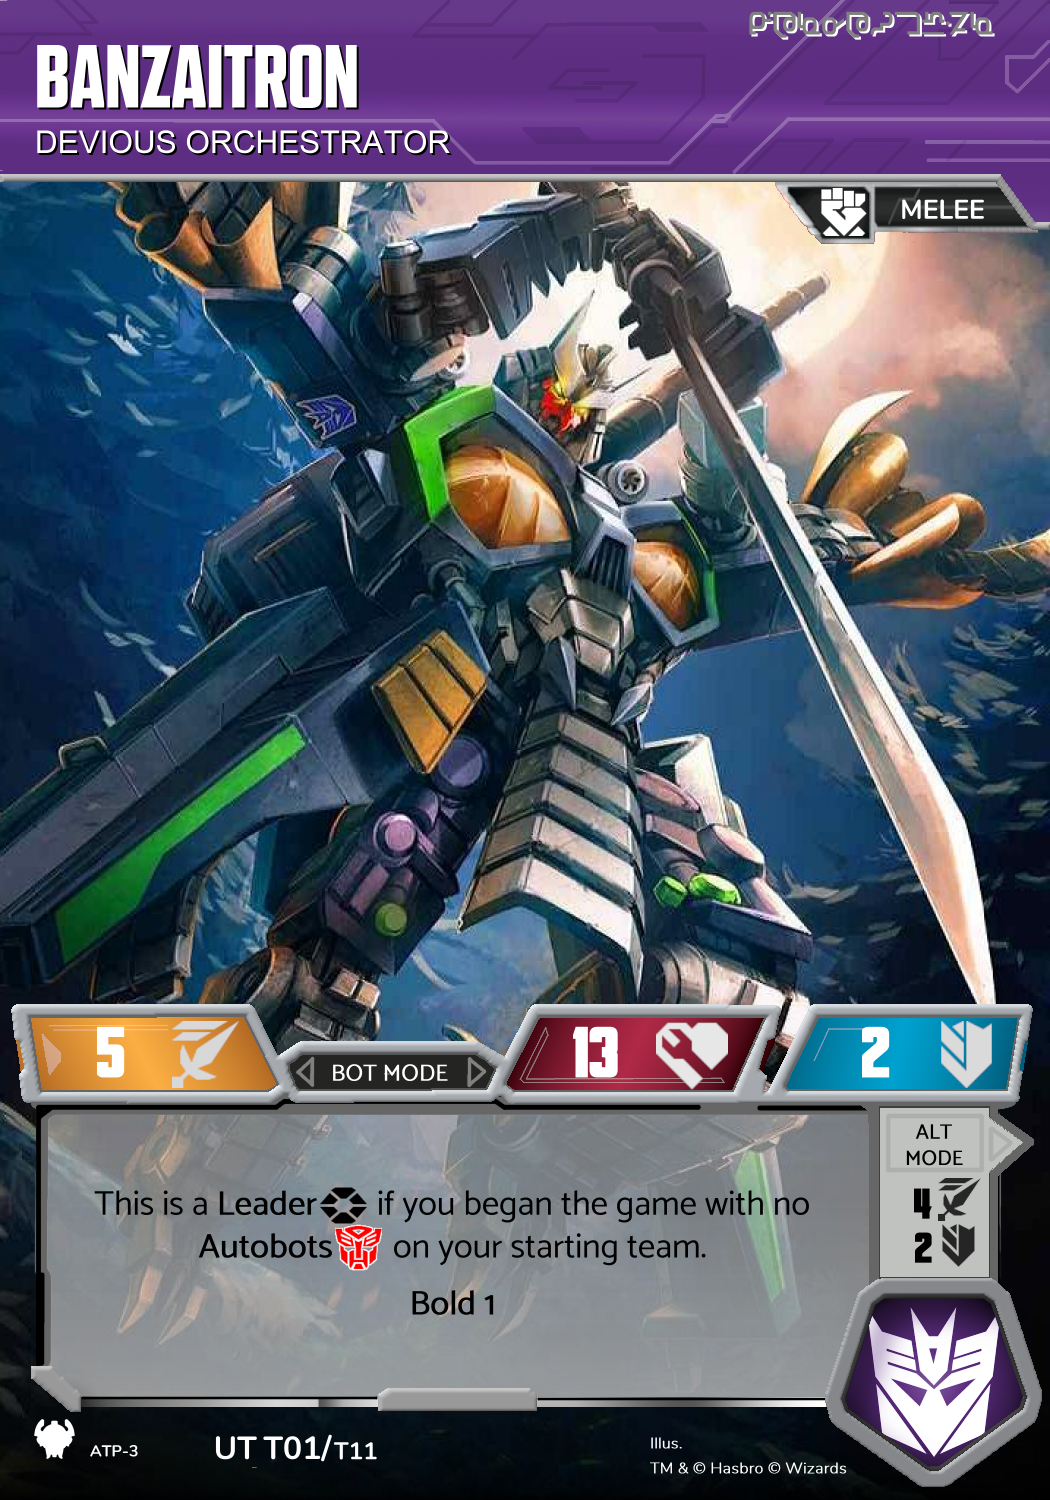 BANZAITRON
DEVIOUS ORCHESTRATOR
MELEE
5
BOT MODE
13
2
This is a Leader if you began the game with no
Autobots on your starting team.
Bold 1
ALT
MODE
4
2
ATP-3
UT T01/T11
Illus.
TM & © Hasbro © Wizards